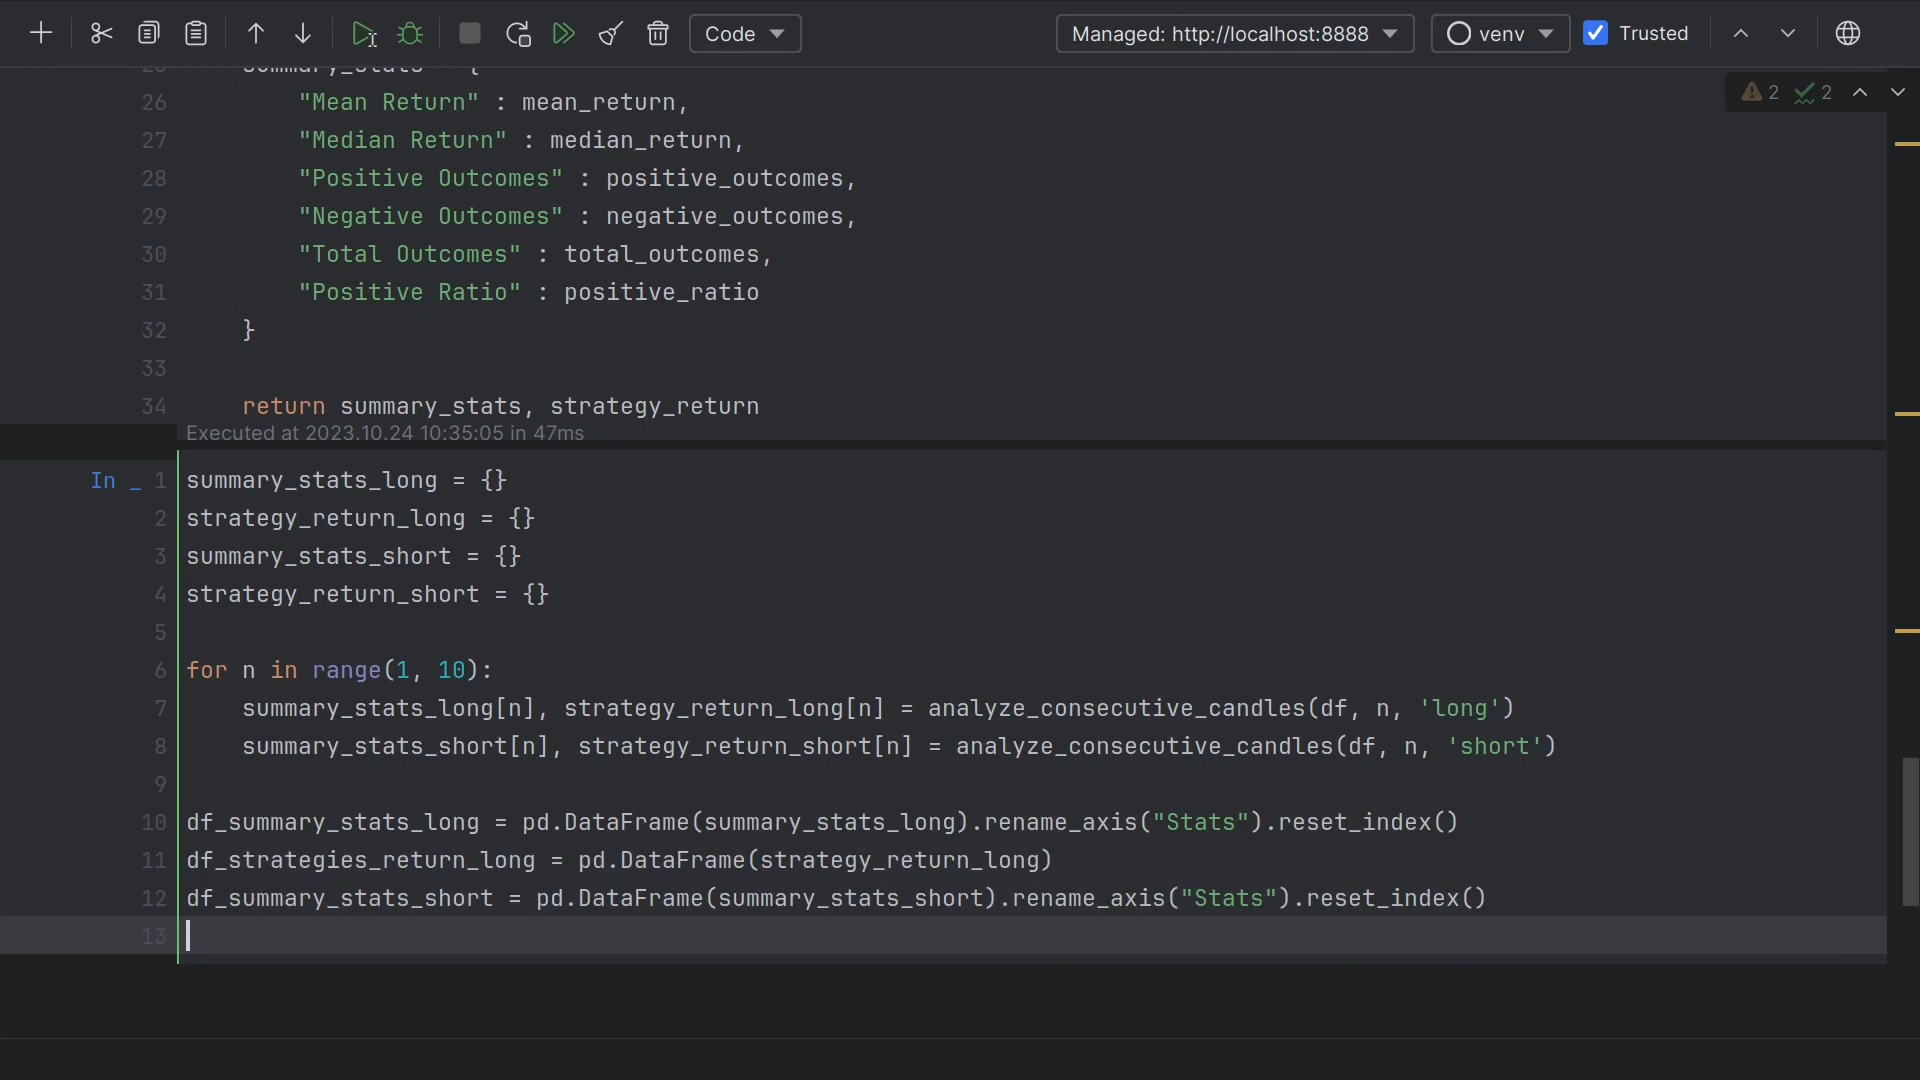 Code
Managed: http://localhost:8888
venv
Trusted
2 2
25 summary_stats = {
26 "Mean Return" : mean_return,
27 "Median Return" : median_return,
28 "Positive Outcomes" : positive_outcomes,
29 "Negative Outcomes" : negative_outcomes,
30 "Total Outcomes" : total_outcomes,
31 "Positive Ratio" : positive_ratio
32 }
33
34 return summary_stats, strategy_return
Executed at 2023.10.24 10:35:05 in 47ms
In _ 1 summary_stats_long = {}
2 strategy_return_long = {}
3 summary_stats_short = {}
4 strategy_return_short = {}
5
6 for n in range(1, 10):
7 summary_stats_long[n], strategy_return_long[n] = analyze_consecutive_candles(df, n, 'long')
8 summary_stats_short[n], strategy_return_short[n] = analyze_consecutive_candles(df, n, 'short')
9
10 df_summary_stats_long = pd.DataFrame(summary_stats_long).rename_axis("Stats").reset_index()
11 df_strategies_return_long = pd.DataFrame(strategy_return_long)
12 df_summary_stats_short = pd.DataFrame(summary_stats_short).rename_axis("Stats").reset_index()
13